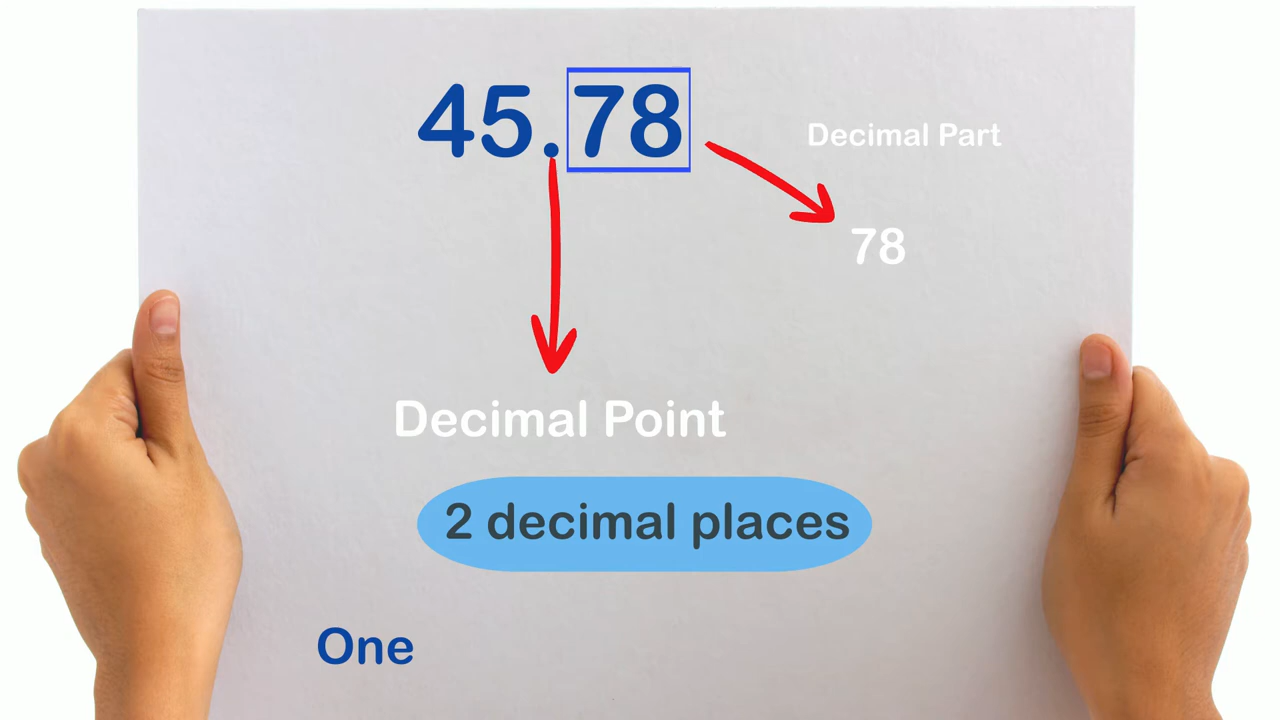 45.78
Decimal Part
78
Decimal Point
2 decimal places
One